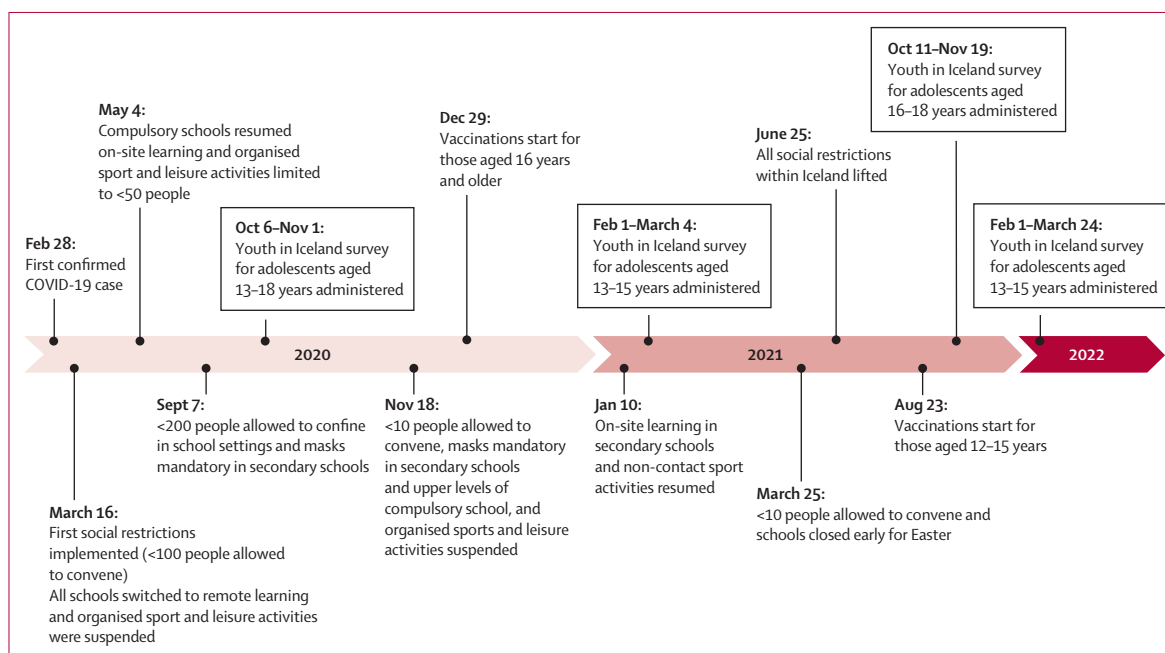 Oct 11–Nov 19:
Youth in Iceland survey
for adolescents aged
16–18 years administered
May 4:
Compulsory schools resumed
on-site learning and organised
sport and leisure activities limited
to <50 people
Dec 29:
Vaccinations start for
those aged 16 years
and older
June 25:
All social restrictions
within Iceland lifted
Feb 28:
First confirmed
COVID-19 case
Oct 6–Nov 1:
Youth in Iceland survey
for adolescents aged
13–18 years administered
Feb 1–March 4:
Youth in Iceland survey
for adolescents aged
13–15 years administered
Feb 1–March 24:
Youth in Iceland survey
for adolescents aged
13–15 years administered
2020
2021
2022
Sept 7:
<200 people allowed to confine
in school settings and masks
mandatory in secondary schools
Nov 18:
<10 people allowed to
convene, masks mandatory
in secondary schools
and upper levels of
compulsory school, and
organised sports and leisure
activities suspended
Jan 10:
On-site learning in
secondary schools
and non-contact sport
activities resumed
Aug 23:
Vaccinations start for
those aged 12–15 years
March 16:
First social restrictions
implemented (<100 people allowed
to convene)
All schools switched to remote learning
and organised sport and leisure activities
were suspended
March 25:
<10 people allowed to convene and
schools closed early for Easter